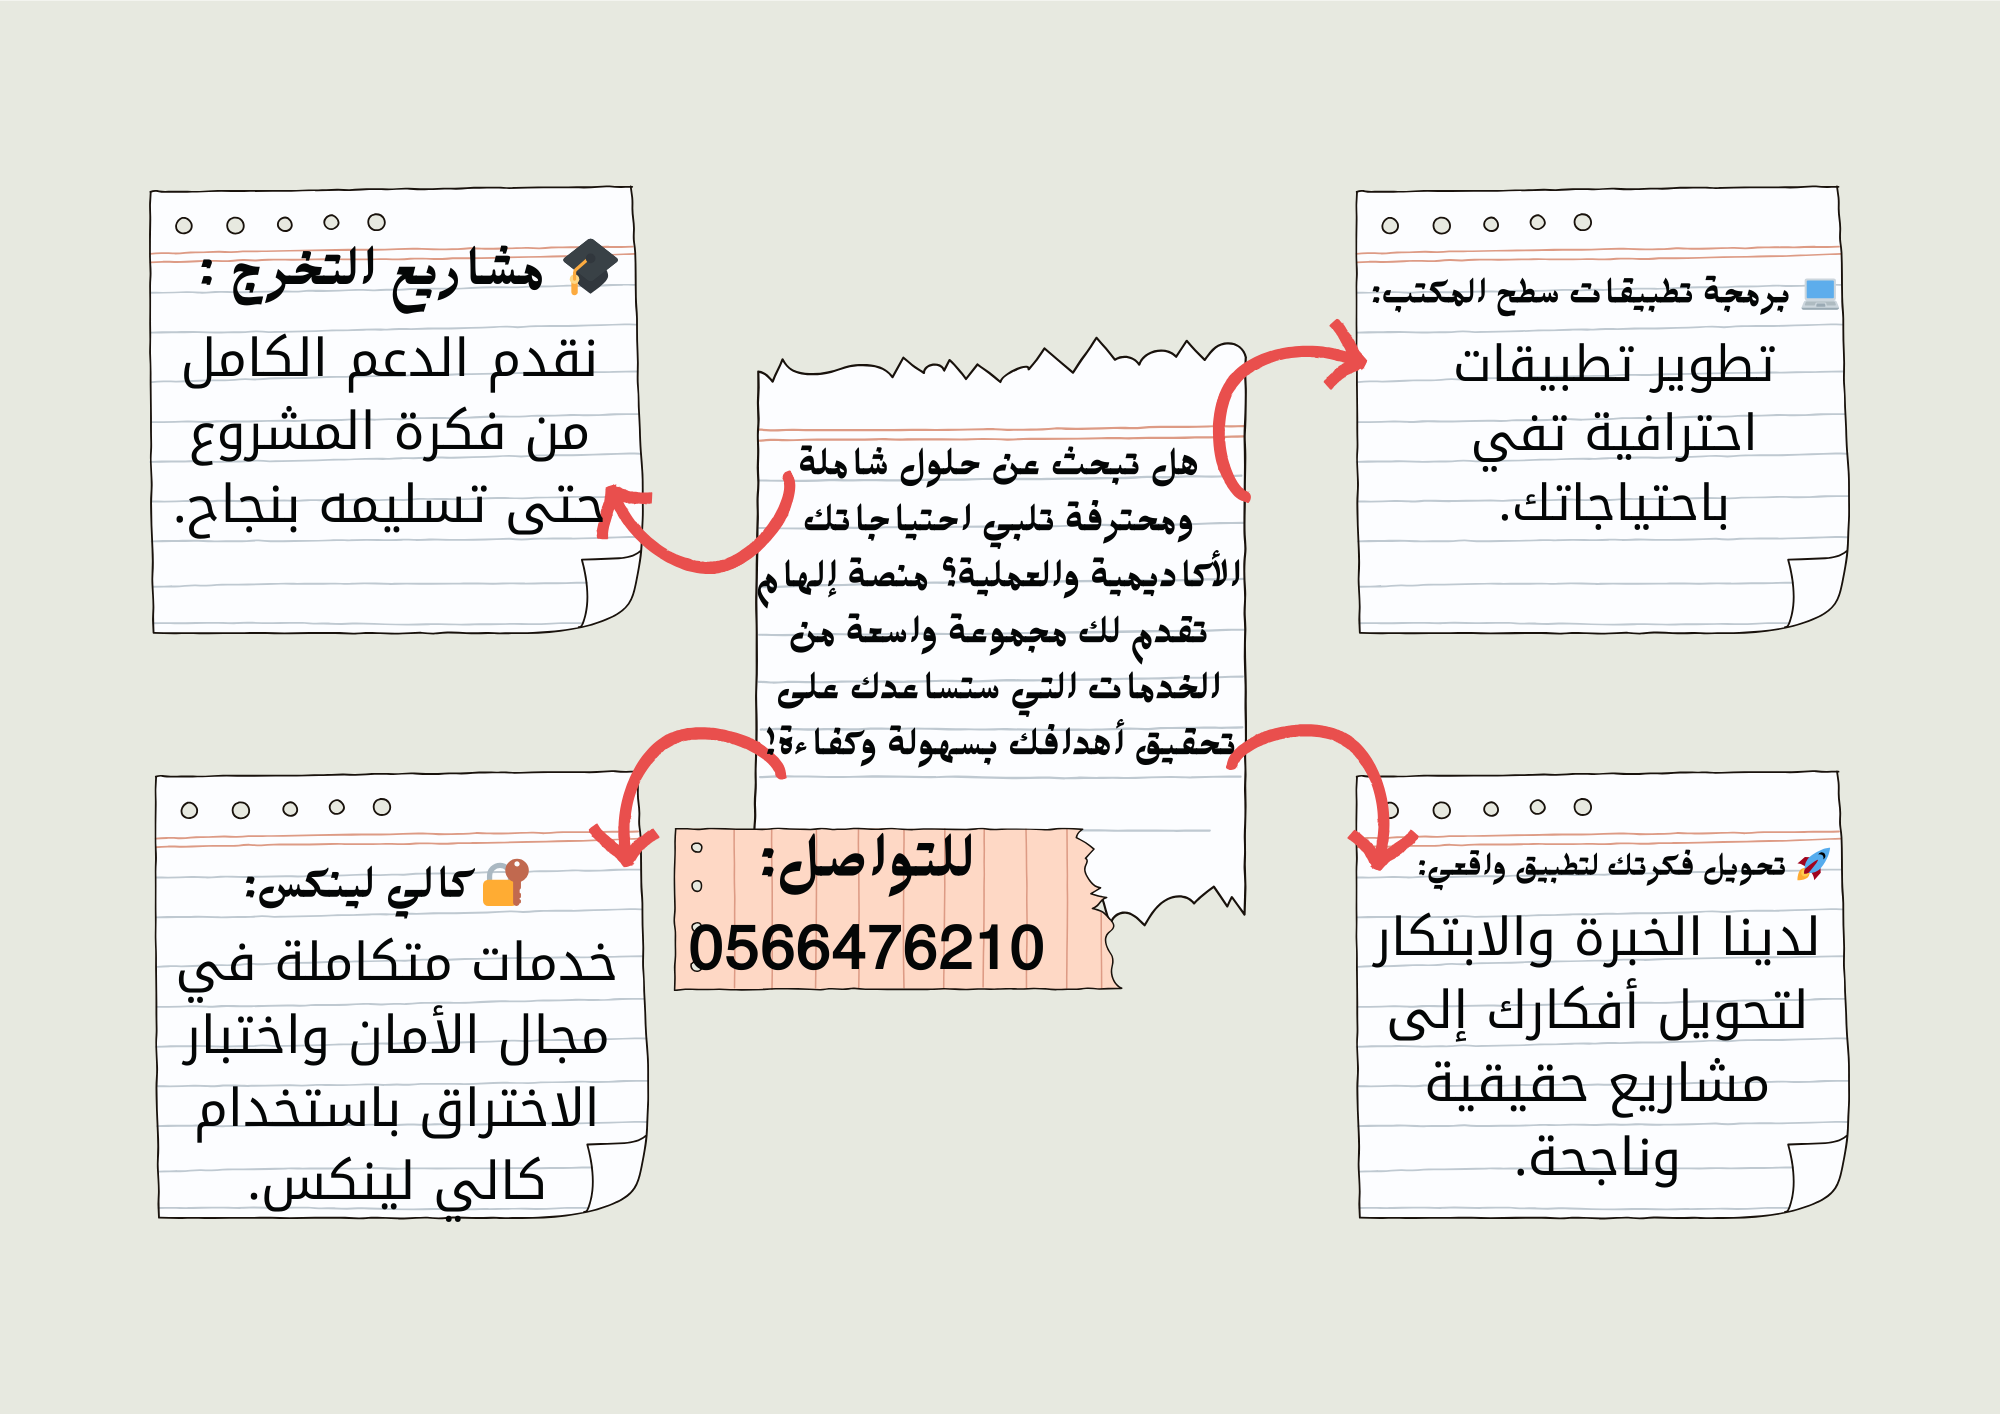 هل تبحث عن حلول شاملة
ومحترفة تلبي احتياجاتك
الأكاديمية والعملية؟ منصة إلهام
تقدم لك مجموعة واسعة من
الخدمات التي ستساعدك على
تحقيق أهدافك بسهولة وكفاءة!
💻 برمجة تطبيقات سطح المكتب:
تطوير تطبيقات
احترافية تفي
باحتياجاتك.
🎓 مشاريع التخرج :
نقدم الدعم الكامل
من فكرة المشروع
حتى تسليمه بنجاح.
🚀 تحويل فكرتك لتطبيق واقعي:
لدينا الخبرة والابتكار
لتحويل أفكارك إلى
مشاريع حقيقية
وناجحة.
🔐 كالي لينكس:
خدمات متكاملة في
مجال الأمان واختبار
الاختراق باستخدام
كالي لينكس.
للتواصل:
0566476210